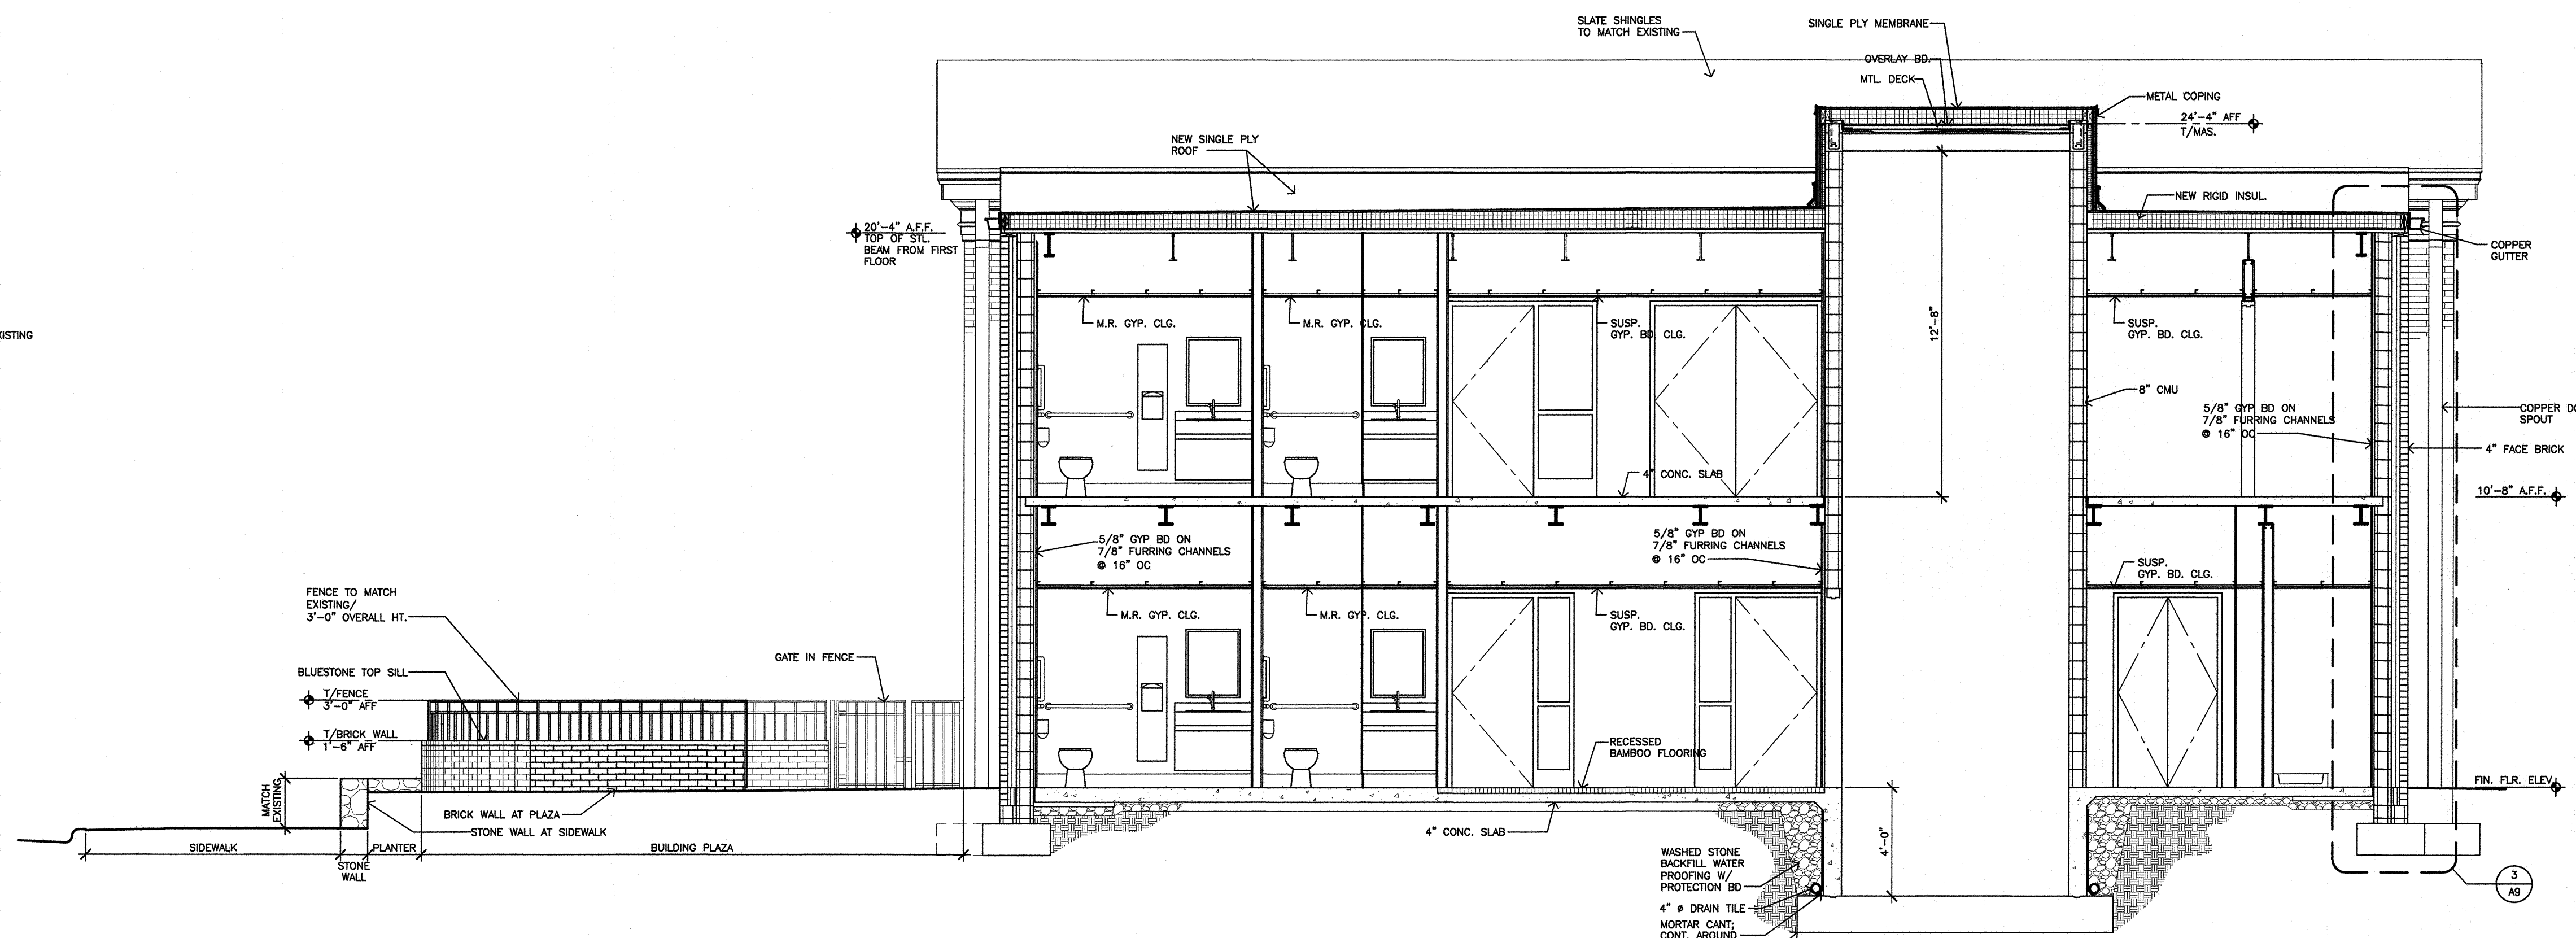 SLATE SHINGLES
TO MATCH EXISTING
SINGLE PLY MEMBRANE
OVERLAY BD.
MTL. DECK
METAL COPING
24'-4" AFF
T/MAS.
NEW SINGLE PLY
ROOF
NEW RIGID INSUL.
20'-4" A.F.F.
TOP OF STL.
BEAM FROM FIRST
FLOOR
COPPER
GUTTER
M.R. GYP. CLG.
M.R. GYP. CLG.
SUSP.
GYP. BD. CLG.
12'-8"
SUSP.
GYP. BD. CLG.
8" CMU
5/8" GYP BD ON
7/8" FURRING CHANNELS
@ 16" OC
COPPER
SPOUT
4" FACE BRICK
4" CONC. SLAB
10'-8" A.F.F.
5/8" GYP BD ON
7/8" FURRING CHANNELS
@ 16" OC
5/8" GYP BD ON
7/8" FURRING CHANNELS
@ 16" OC
SUSP.
GYP. BD. CLG.
FENCE TO MATCH
EXISTING/
3'-0" OVERALL HT.
M.R. GYP. CLG.
M.R. GYP. CLG.
SUSP.
GYP. BD. CLG.
GATE IN FENCE
BLUESTONE TOP SILL
T/FENCE
3'-0" AFF
T/BRICK WALL
1'-6" AFF
RECESSED
BAMBOO FLOORING
FIN. FLR. ELEV.
MATCH
EXISTING
BRICK WALL AT PLAZA
STONE WALL AT SIDEWALK
4" CONC. SLAB
4'-0"
SIDEWALK
PLANTER
BUILDING PLAZA
STONE
WALL
WASHED STONE
BACKFILL WATER
PROOFING W/
PROTECTION BD
4" ø DRAIN TILE
MORTAR CANT;
CONT. AROUND
3
A9